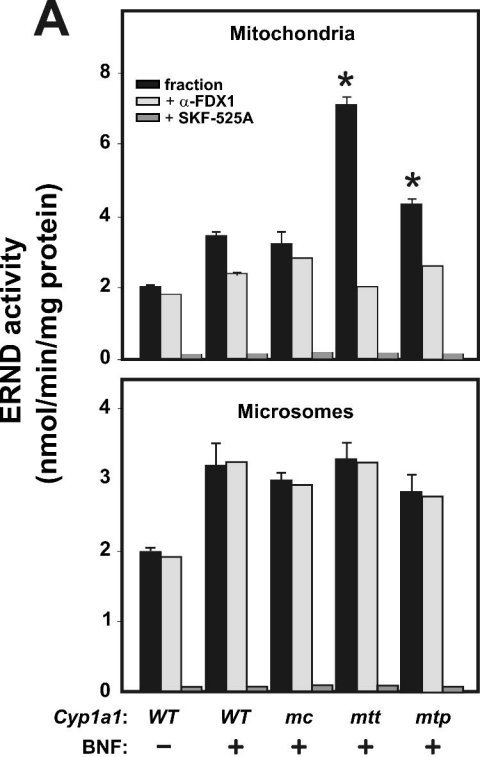 A
Mitochondria
8
6
4
2
0
fraction
+ α-FDX1
+ SKF-525A
*
*
ERND activity
(nmol/min/mg protein)
Microsomes
4
3
2
1
0
Cyp1a1: WT WT mc mtt mtp
BNF: – + + + +